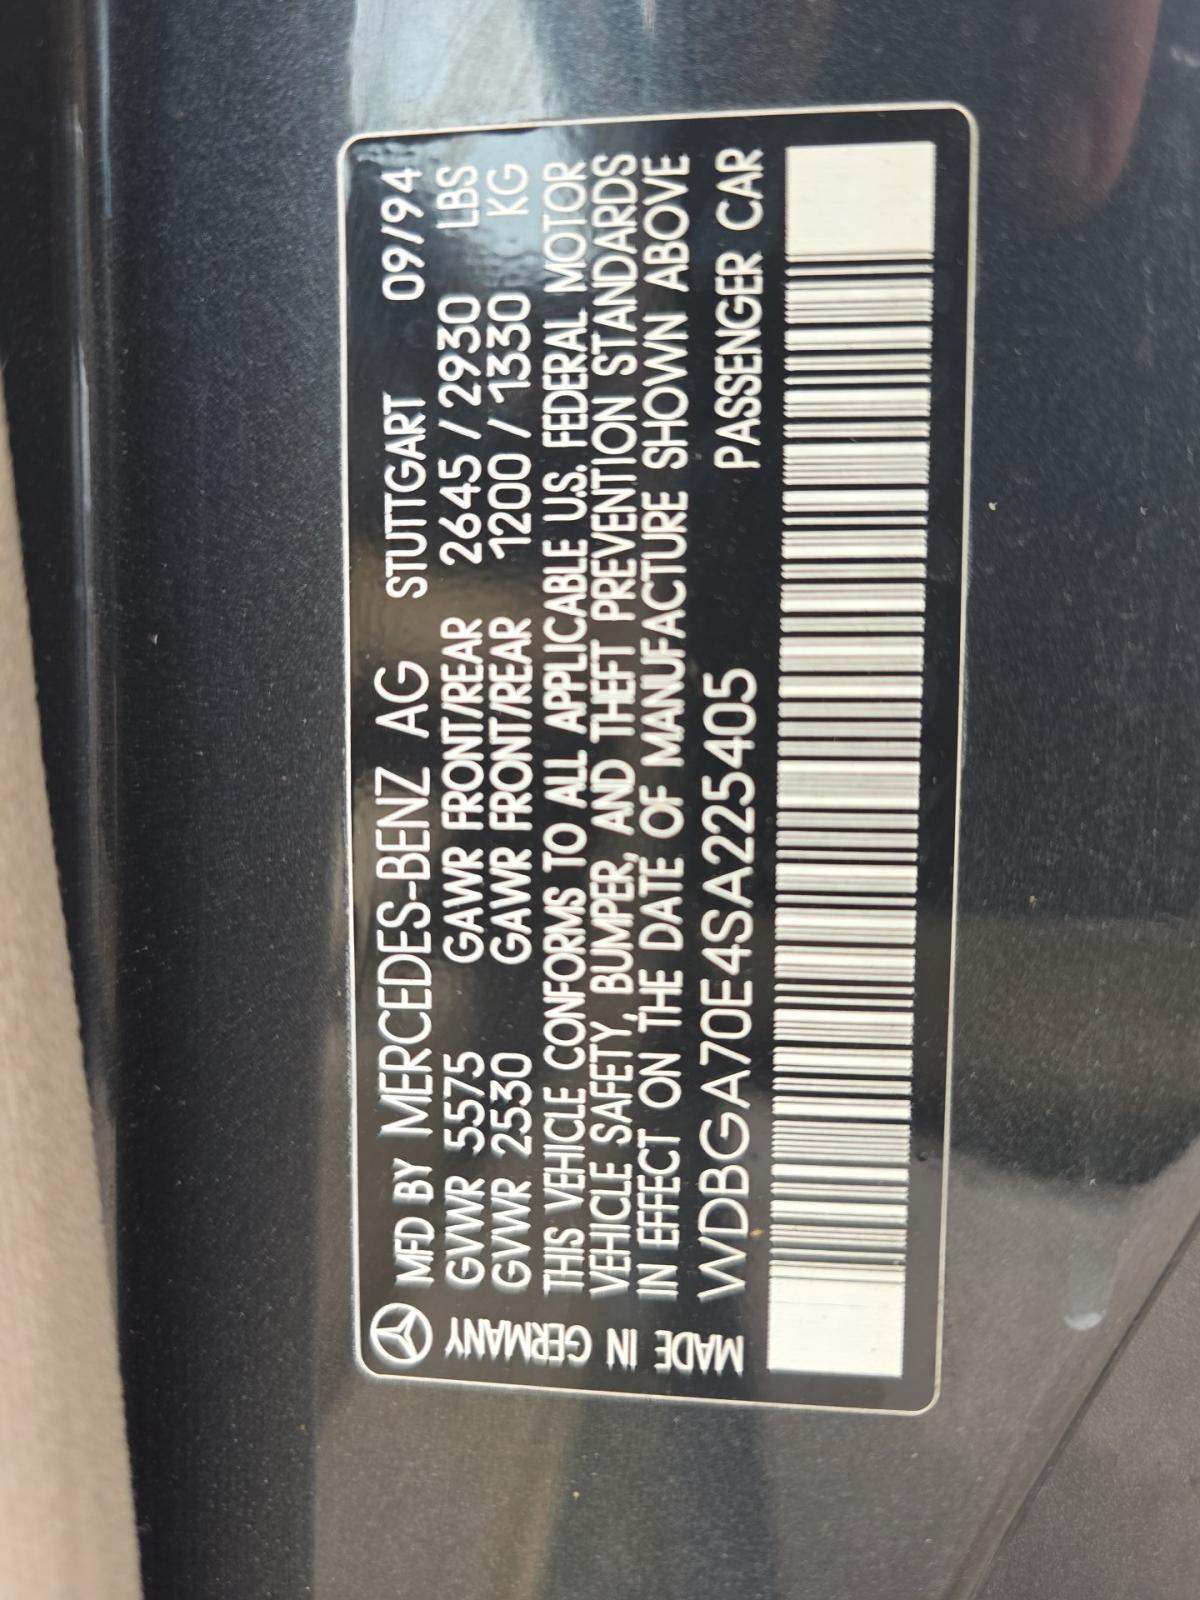 MFD BY MERCEDES-BENZ AG STUTTGART 09/94
GVWR 5575 GAWR FRONT/REAR 2645 / 2930 LBS
GVWR 2530 GAWR FRONT/REAR 1200 / 1330 KG
THIS VEHICLE CONFORMS TO ALL APPLICABLE U.S. FEDERAL MOTOR
VEHICLE SAFETY, BUMPER, AND THEFT PREVENTION STANDARDS
IN EFFECT ON THE DATE OF MANUFACTURE SHOWN ABOVE
WDBGA70E4SA225405 PASSENGER CAR
MADE IN GERMANY